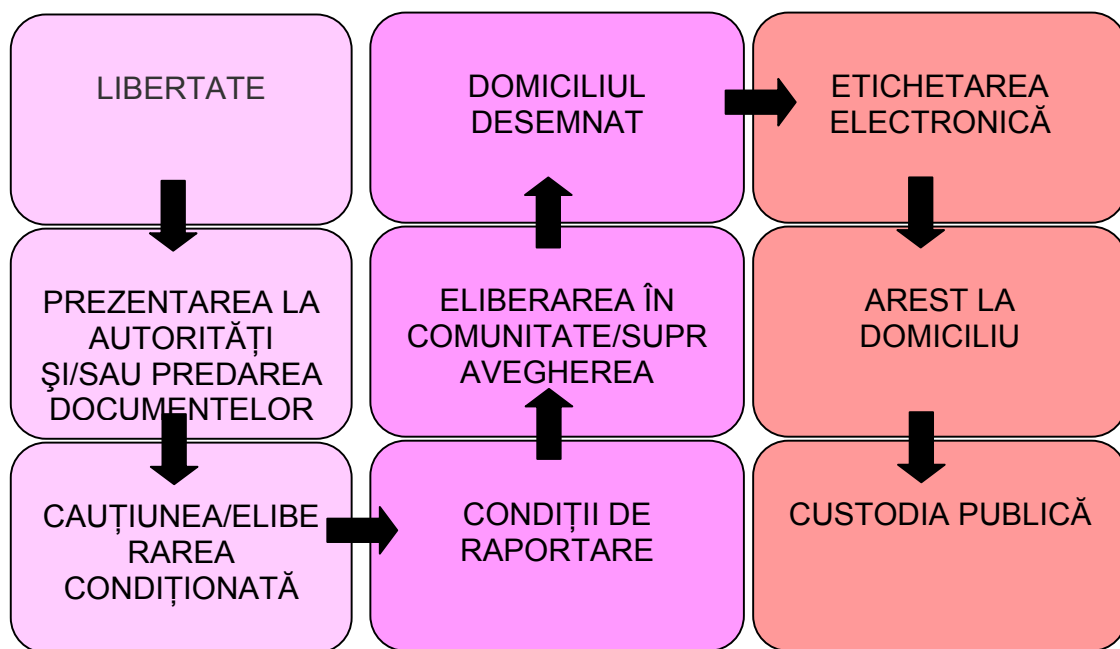 LIBERTATE
PREZENTAREA LA
AUTORITĂȚI
ŞI/SAU PREDAREA
DOCUMENTELOR
CAUȚIUNEA/ELIBE
RAREA
CONDIȚIONATĂ
CONDIȚII DE
RAPORTARE
ELIBERAREA ÎN
COMUNITATE/SUPR
AVEGHEREA
DOMICILIUL
DESEMNAT
ETICHETAREA
ELECTRONICĂ
AREST LA
DOMICILIU
CUSTODIA PUBLICĂ